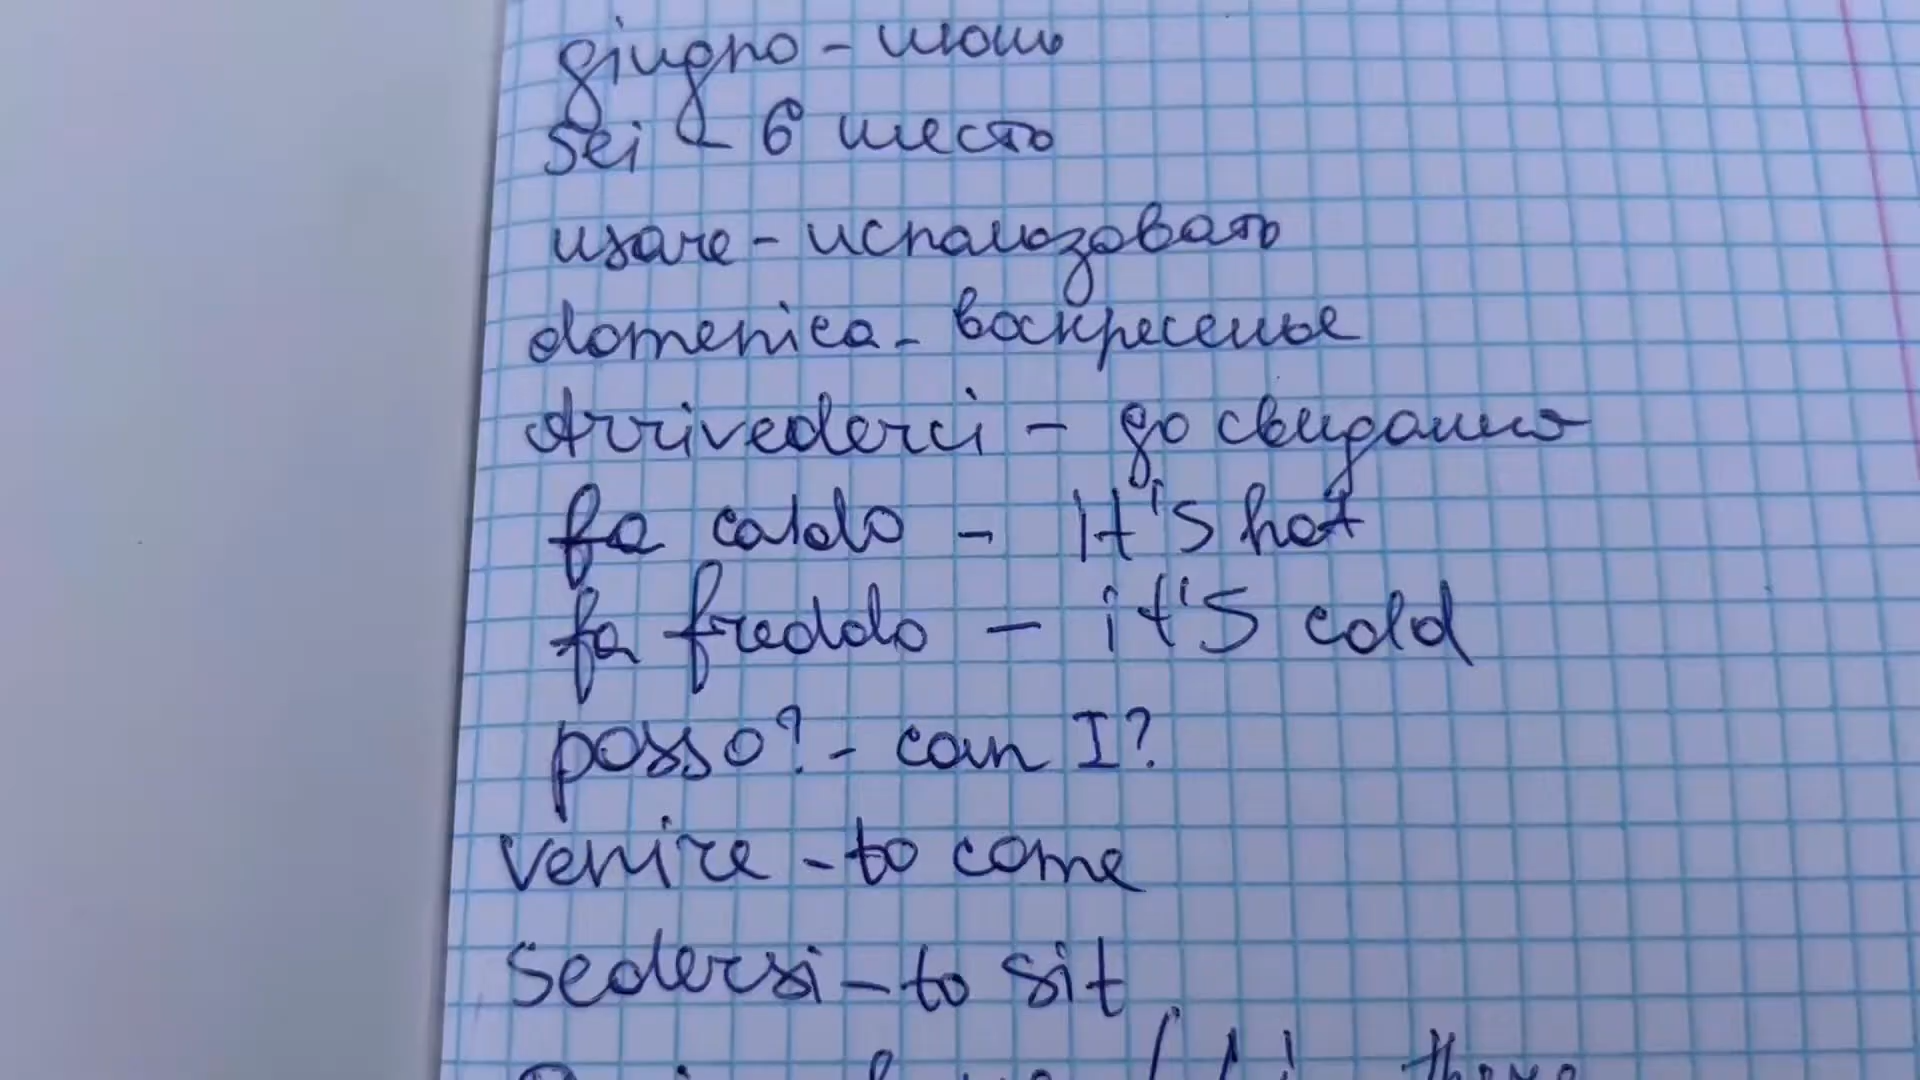 giugno - июнь
sei - 6 шесть
usare - использовать
domenica - воскресенье
Arrivederci - до свидания
fa caldo - it's hot
fa freddo - it's cold
posso? - can I?
venire - to come
Sedersi - to sit